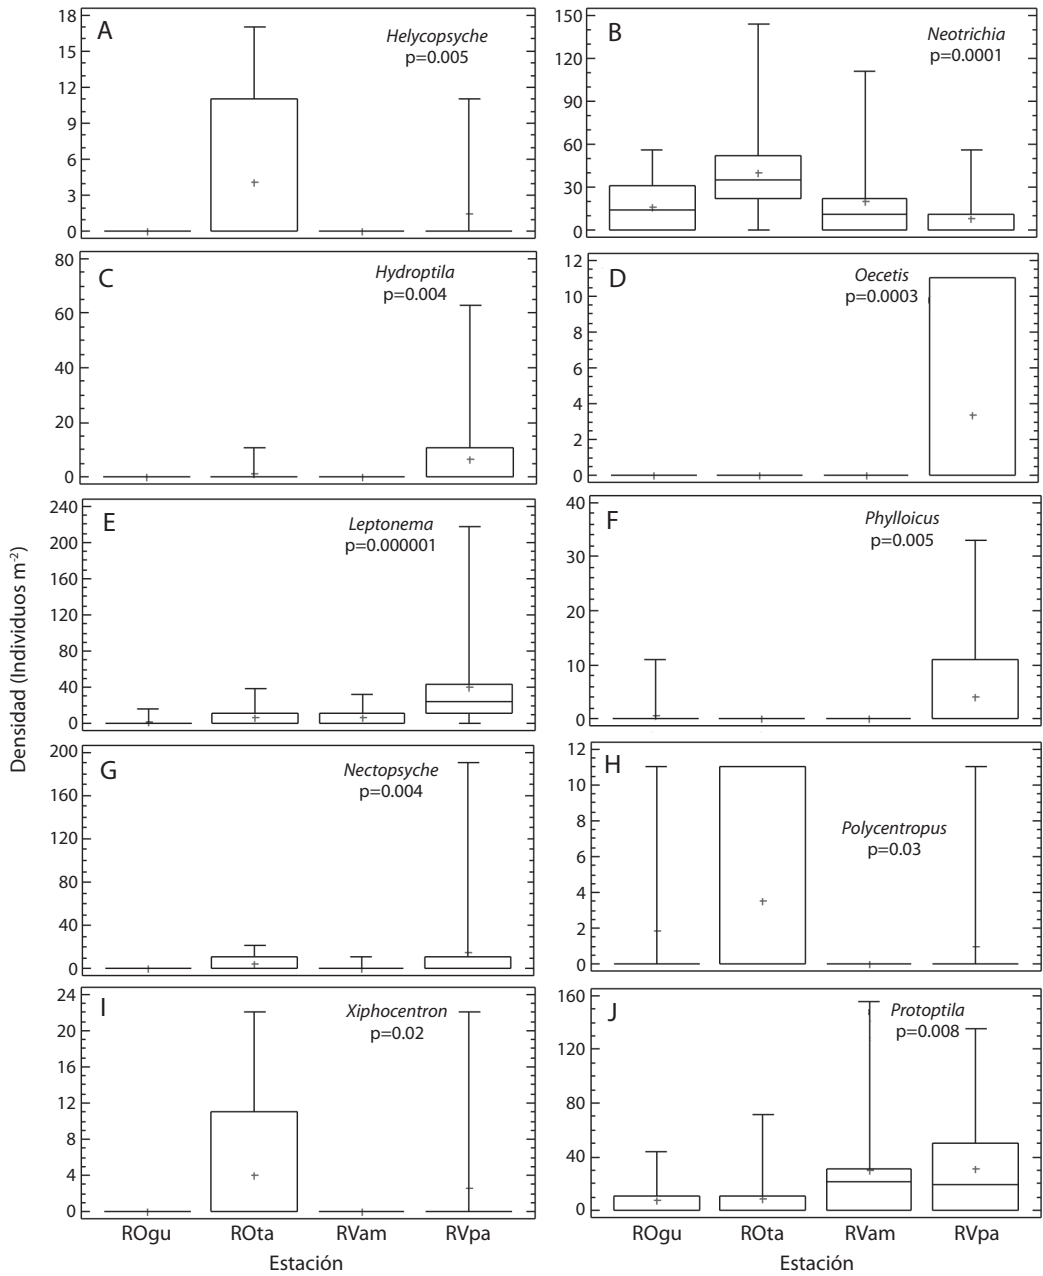 A
Helycopsyche
p=0.005
18
15
12
9
6
3
0
B
Neotrichia
p=0.0001
150
120
90
60
30
0
C
Hydroptila
p=0.004
80
60
40
20
0
D
Oecetis
p=0.0003
12
10
8
6
4
2
0
E
Leptonema
p=0.000001
240
200
160
120
80
40
0
F
Phylloicus
p=0.005
40
30
20
10
0
G
Nectopsyche
p=0.004
200
160
120
80
40
0
H
Polycentropus
p=0.03
12
10
8
6
4
2
0
I
Xiphocentron
p=0.02
24
20
16
12
8
4
0
J
Protoptila
p=0.008
160
120
80
40
0
Densidad (Individuos m-2)
ROgu ROta RVam RVpa
Estación
ROgu ROta RVam RVpa
Estación